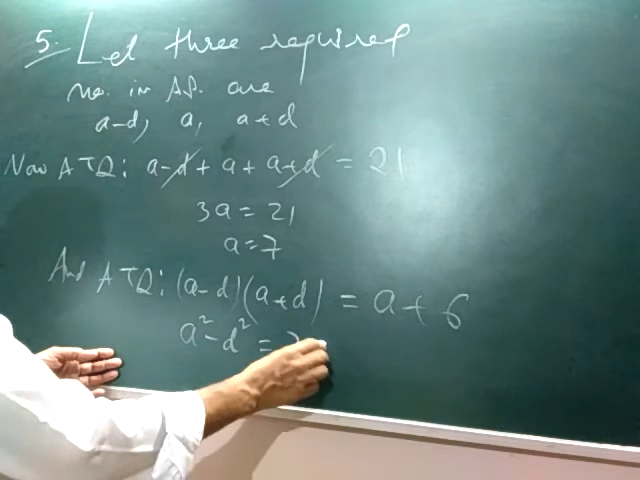 5. Let three required
no. in A.P. are
a-d, a, a+d
Now ATQ: a-d + a + a+d = 21
3a = 21
a=7
And ATQ: (a-d)(a+d) = a+6
a²-d² =